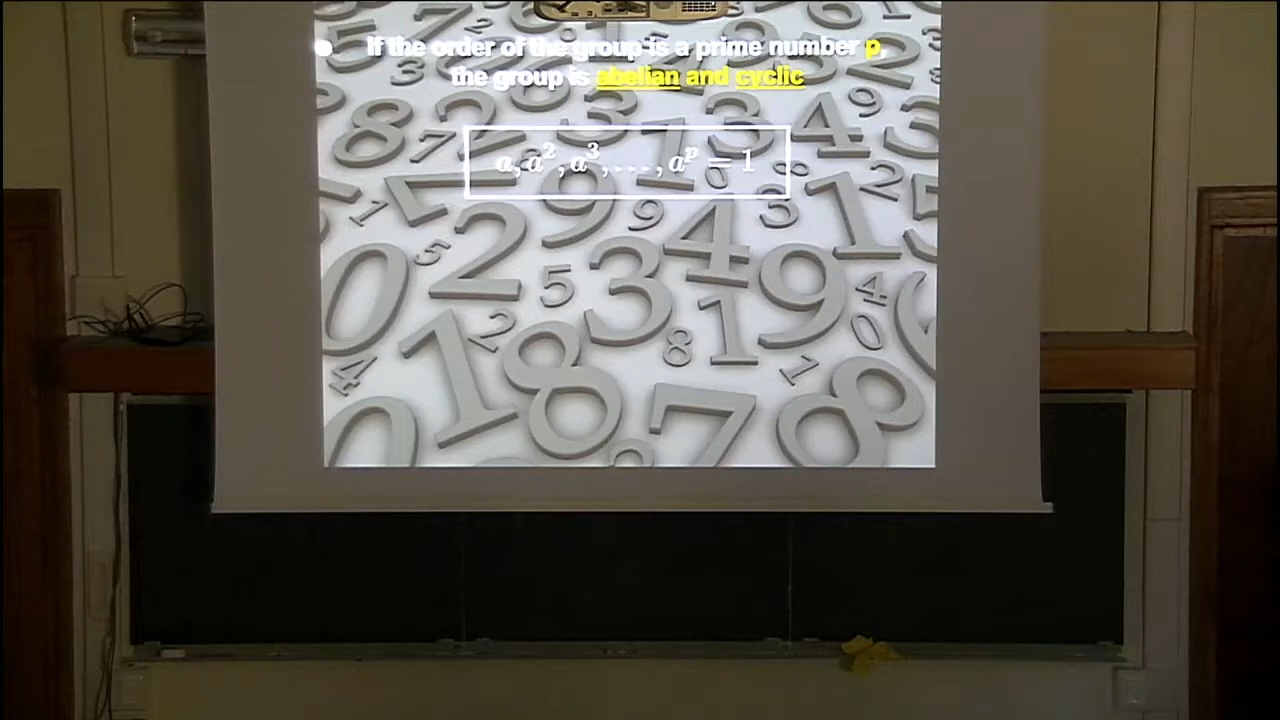 If the order of the group is a prime number p,
the group is abelian and cyclic
a, a², a³, ..., aᵖ = 1